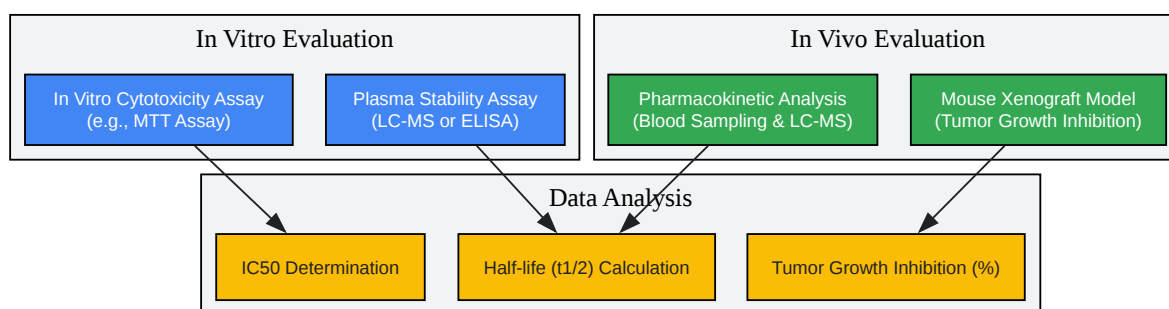 In Vitro Evaluation
In Vitro Cytotoxicity Assay
(e.g., MTT Assay)
Plasma Stability Assay
(LC-MS or ELISA)
In Vivo Evaluation
Pharmacokinetic Analysis
(Blood Sampling & LC-MS)
Mouse Xenograft Model
(Tumor Growth Inhibition)
Data Analysis
IC50 Determination
Half-life (t1/2) Calculation
Tumor Growth Inhibition (%)